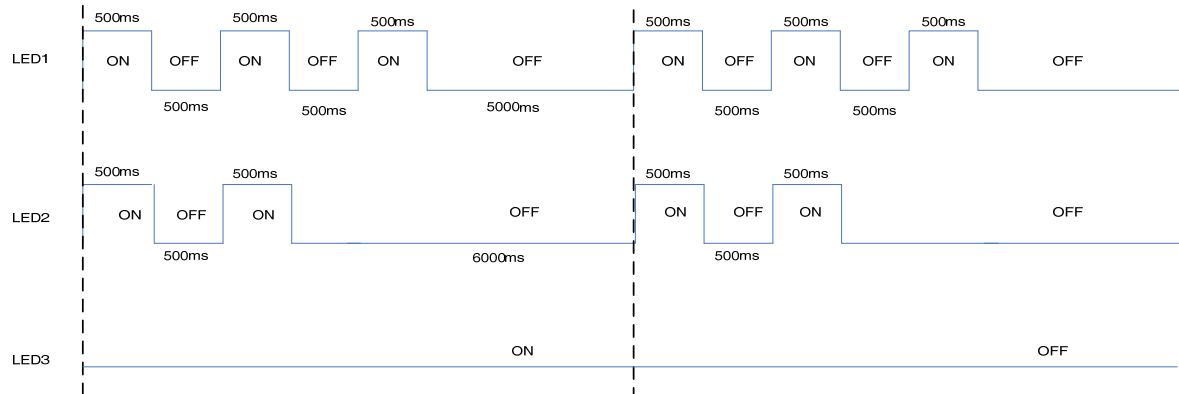 500ms 500ms 500ms 500ms 500ms 500ms
LED1 ON OFF ON OFF ON OFF ON OFF ON OFF ON OFF
500ms 500ms 5000ms 500ms 500ms
500ms 500ms 500ms 500ms
LED2 ON OFF ON OFF ON OFF ON OFF
500ms 6000ms 500ms
LED3 ON OFF